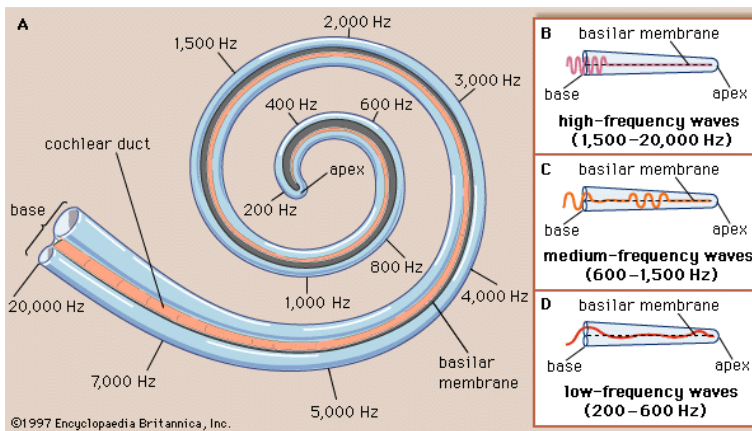 A
2,000 Hz
1,500 Hz
3,000 Hz
400 Hz
600 Hz
cochlear duct
apex
200 Hz
base
800 Hz
20,000 Hz
1,000 Hz
4,000 Hz
7,000 Hz
basilar
membrane
5,000 Hz
©1997 Encyclopaedia Britannica, Inc.
B
basilar membrane
base
apex
high-frequency waves
(1,500–20,000 Hz)
C
basilar membrane
base
apex
medium-frequency waves
(600–1,500 Hz)
D
basilar membrane
base
apex
low-frequency waves
(200–600 Hz)